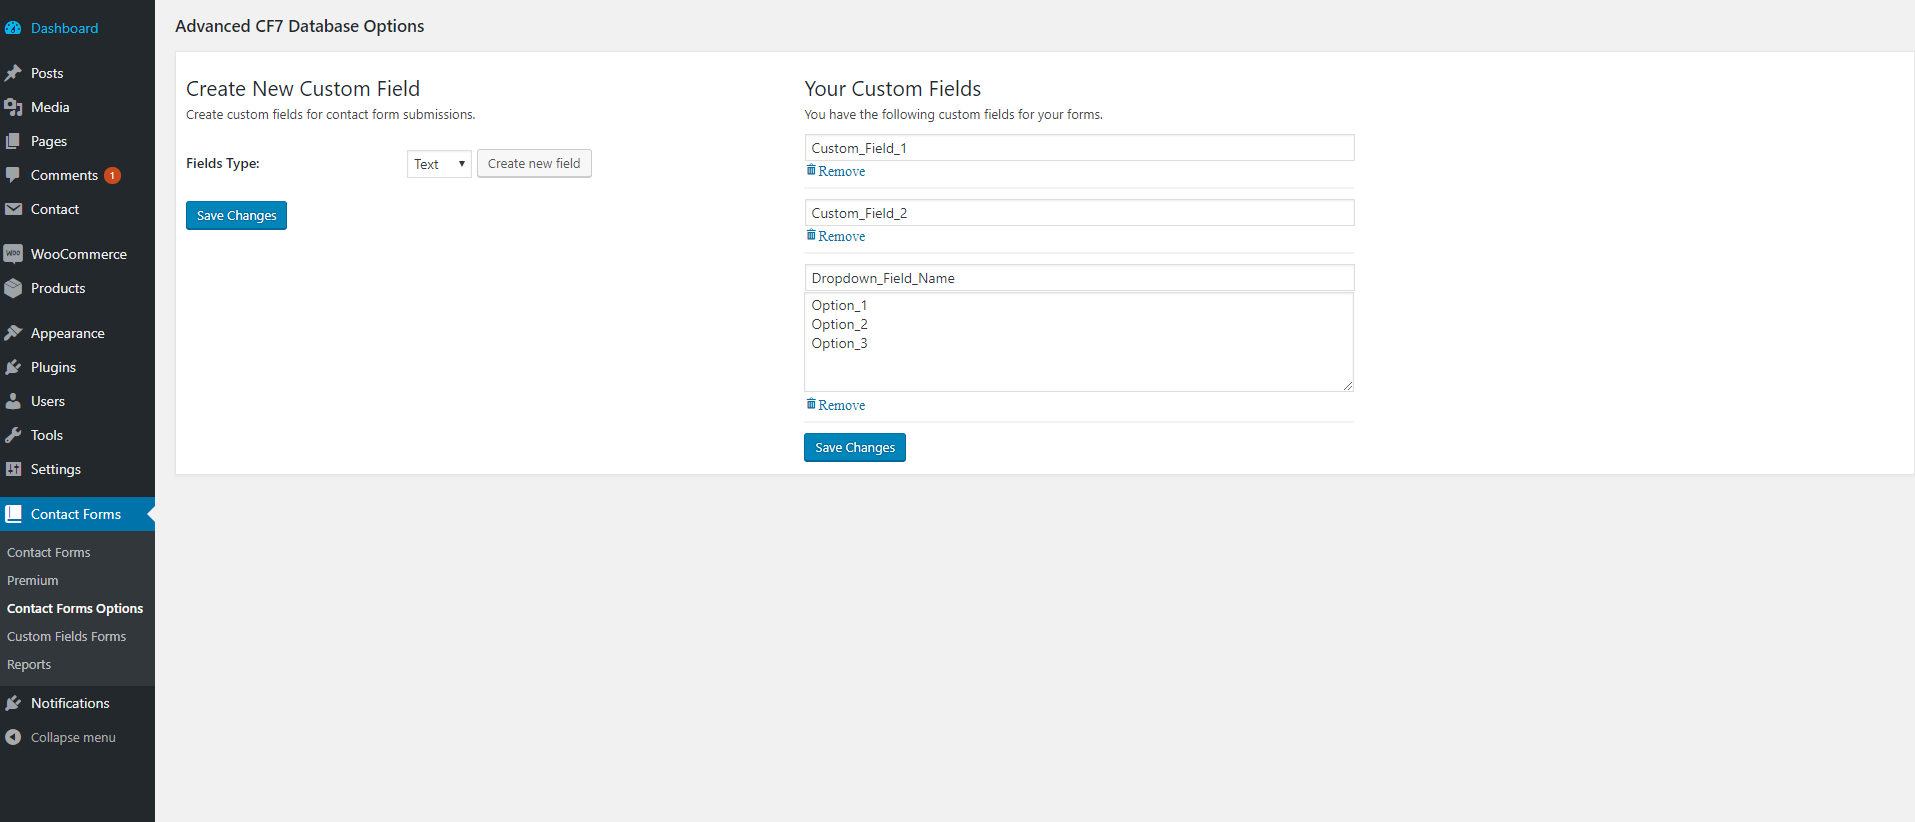 Dashboard
Posts
Media
Pages
Comments 1
Contact
WOO WooCommerce
Products
Appearance
Plugins
Users
Tools
Settings
Contact Forms
Contact Forms
Premium
Contact Forms Options
Custom Fields Forms
Reports
Notifications
Collapse menu
Advanced CF7 Database Options
Create New Custom Field
Create custom fields for contact form submissions.
Fields Type: Text Create new field
Save Changes
Your Custom Fields
You have the following custom fields for your forms.
Custom_Field_1
Remove
Custom_Field_2
Remove
Dropdown_Field_Name
Option_1
Option_2
Option_3
Remove
Save Changes